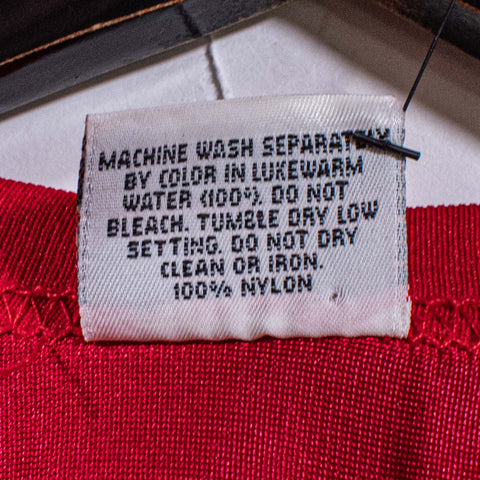 MACHINE WASH SEPARATELY
BY COLOR IN LUKEWARM
WATER <100%. DO NOT
BLEACH. TUMBLE DRY LOW
SETTING. DO NOT DRY
CLEAN OR IRON.
100% NYLON